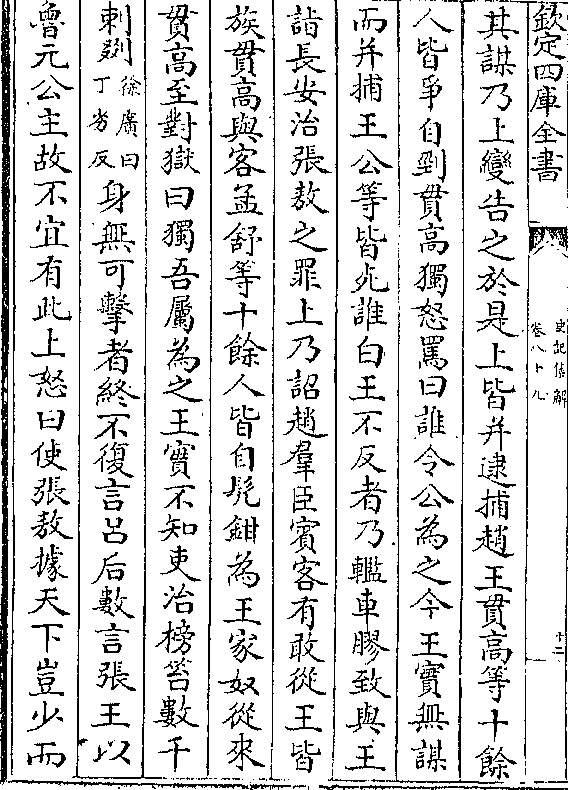 欽定四庫全書
史記集解
卷八十九
十二
其謀乃上變告之於是上皆并逮捕趙王貫高等十餘
人皆爭自剄貫高獨怒罵曰誰令公為之今王實無謀
而并捕王公等皆死誰白王不反者乃轞車膠致與王
詣長安治張敖之罪上乃詔趙羣臣賓客有敢從王皆
族貫高與客孟舒等十餘人皆自髠鉗為王家奴從來
貫高至對獄曰獨吾屬為之王實不知吏治榜笞數千
刺剟徐廣曰丁劣反身無可擊者終不復言吕后數言張王以
魯元公主故不宜有此上怒曰使張敖據天下豈少而